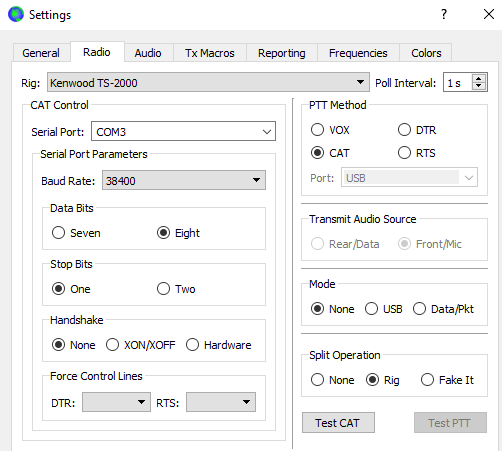 Settings
? X
General Radio Audio Tx Macros Reporting Frequencies Colors
Rig: Kenwood TS-2000 Poll Interval: 1 s
CAT Control
Serial Port: COM3
Serial Port Parameters
Baud Rate: 38400
Data Bits
Seven Eight
Stop Bits
One Two
Handshake
None XON/XOFF Hardware
Force Control Lines
DTR: RTS:
PTT Method
VOX DTR
CAT RTS
Port: USB
Transmit Audio Source
Rear/Data Front/Mic
Mode
None USB Data/Pkt
Split Operation
None Rig Fake It
Test CAT Test PTT